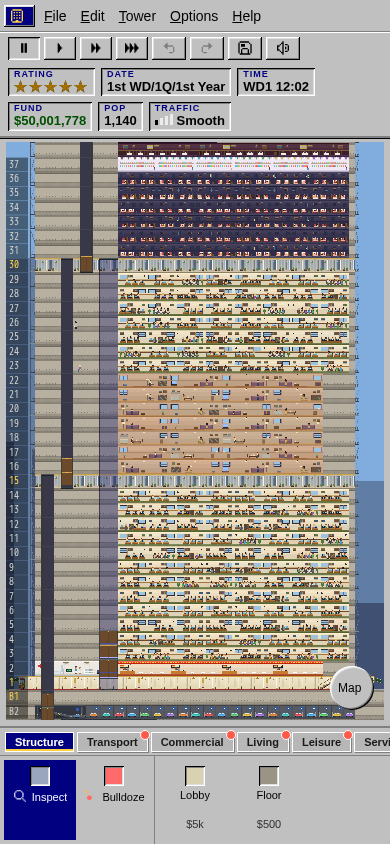 File Edit Tower Options Help
RATING
DATE
1st WD/1Q/1st Year
TIME
WD1 12:02
FUND
$50,001,778
POP
1,140
TRAFFIC
Smooth
37
36
35
34
33
32
31
30
29
28
27
26
25
24
23
22
21
20
19
18
17
16
15
14
13
12
11
10
9
8
7
6
5
4
3
2
1
B1
B2
Map
Structure Transport Commercial Living Leisure Servi
Inspect Bulldoze Lobby Floor
$5k $500